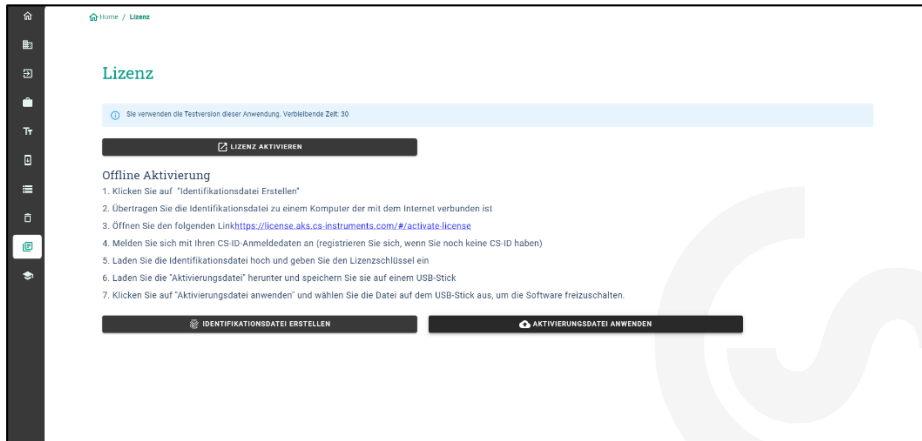 Home / Lizenz
Tт
Lizenz
Sie verwenden die Testversion dieser Anwendung. Verbleibende Zeit: 30
LIZENZ AKTIVIEREN
Offline Aktivierung
1. Klicken Sie auf "Identifikationsdatei Erstellen"
2. Übertragen Sie die Identifikationsdatei zu einem Computer der mit dem Internet verbunden ist
3. Öffnen Sie den folgenden Linkhttps://license.aks.cs-instruments.com/#/activate-license
4. Melden Sie sich mit Ihren CS-ID-Anmeldedaten an (registrieren Sie sich, wenn Sie noch keine CS-ID haben)
5. Laden Sie die Identifikationsdatei hoch und geben Sie den Lizenzschlüssel ein
6. Laden Sie die "Aktivierungsdatei" herunter und speichern Sie sie auf einem USB-Stick
7. Klicken Sie auf "Aktivierungsdatei anwenden" und wählen Sie die Datei auf dem USB-Stick aus, um die Software freizuschalten.
IDENTIFIKATIONSDATEI ERSTELLEN
AKTIVIERUNGSDATEI ANWENDEN